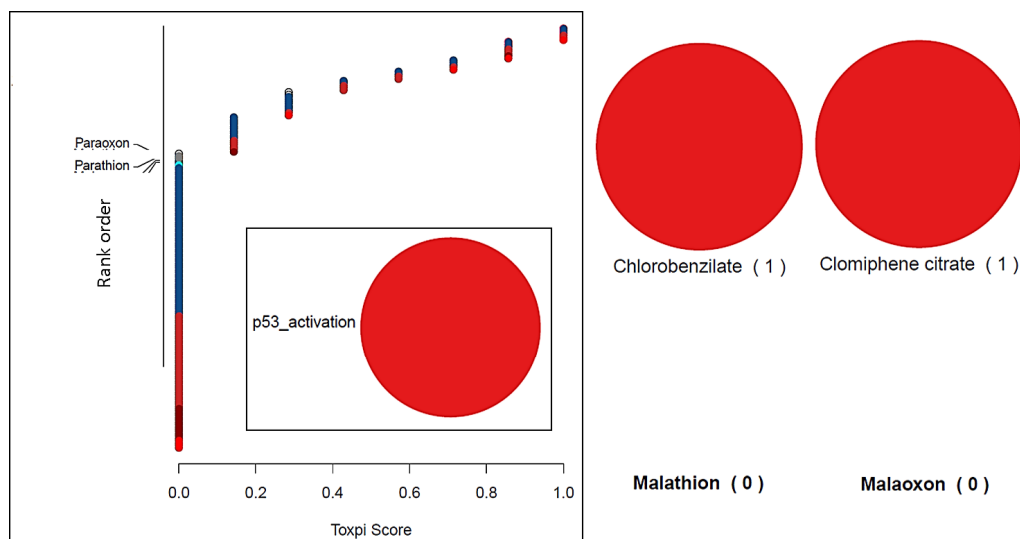 Paraoxon
Parathion
Rank order
p53_activation
0.0 0.2 0.4 0.6 0.8 1.0
Toxpi Score
Chlorobenzilate ( 1 )
Clomiphene citrate ( 1 )
Malathion ( 0 )
Malaoxon ( 0 )